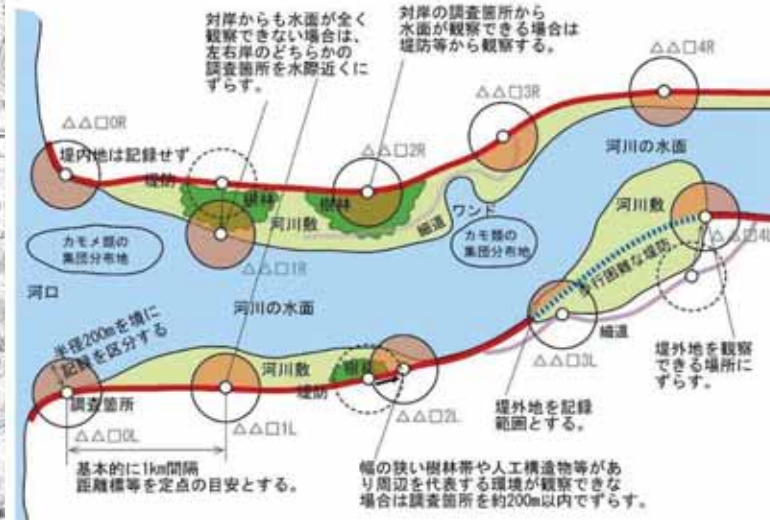 対岸からも水面が全く
観察できない場合は、
左右岸のどちらかの
調査箇所を水際近くに
ずらす。
対岸の調査箇所から
水面が観察できる場合は
堤防等から観察する。
△△□4R
△△□3R
△△□0R
△△□2R
堤内地は記録せず
堤防
樹林
樹林
河川の水面
河川敷
ワンド
細道
河川敷
カモメ類の
集団分布地
△△□1R
カモ類の
集団分布地
△△□4L
歩行困難な堤防
河口
河川の水面
半径200mを境に
記録を区分する
細道
河川敷
樹林
△△□3L
堤外地を観察
できる場所に
ずらす。
調査箇所
堤防
△△□0L
△△□1L
△△□2L
堤外地を記録
範囲とする。
基本的に1km間隔
距離標等を定点の目安とする。
幅の狭い樹林帯や人工構造物等があ
り周辺を代表する環境が観察できな
場合は調査箇所を約200m以内でずらす。